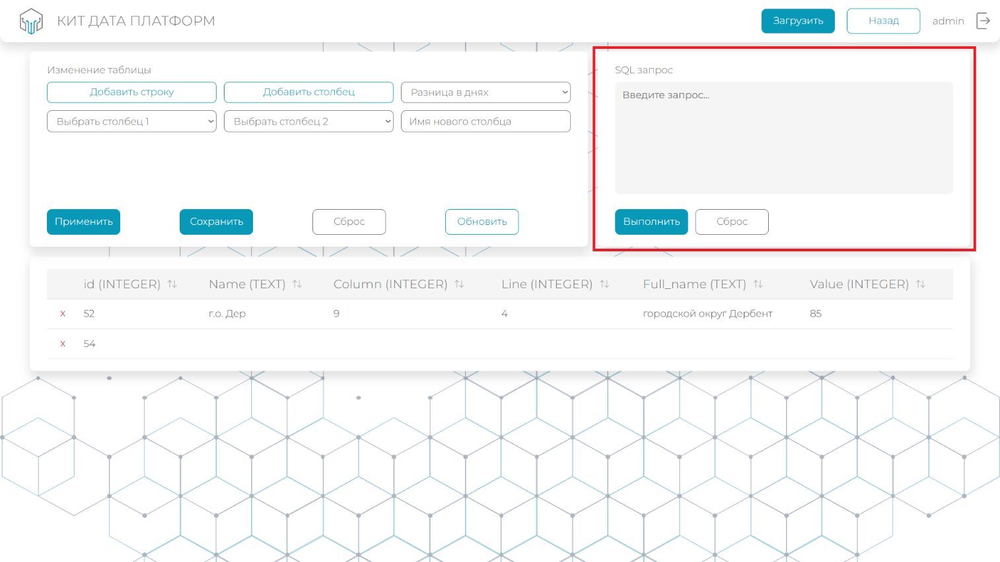 КИТ ДАТА ПЛАТФОРМ
Загрузить
Назад
admin
Изменение таблицы
Добавить строку
Добавить столбец
Разница в днях
Выбрать столбец 1
Выбрать столбец 2
Имя нового столбца
Применить
Сохранить
Сброс
Обновить
SQL запрос
Введите запрос...
Выполнить
Сброс
id (INTEGER) Name (TEXT) Column (INTEGER) Line (INTEGER) Full_name (TEXT) Value (INTEGER)
x 52 г.о. Дер 9 4 городской округ Дербент 85
x 54